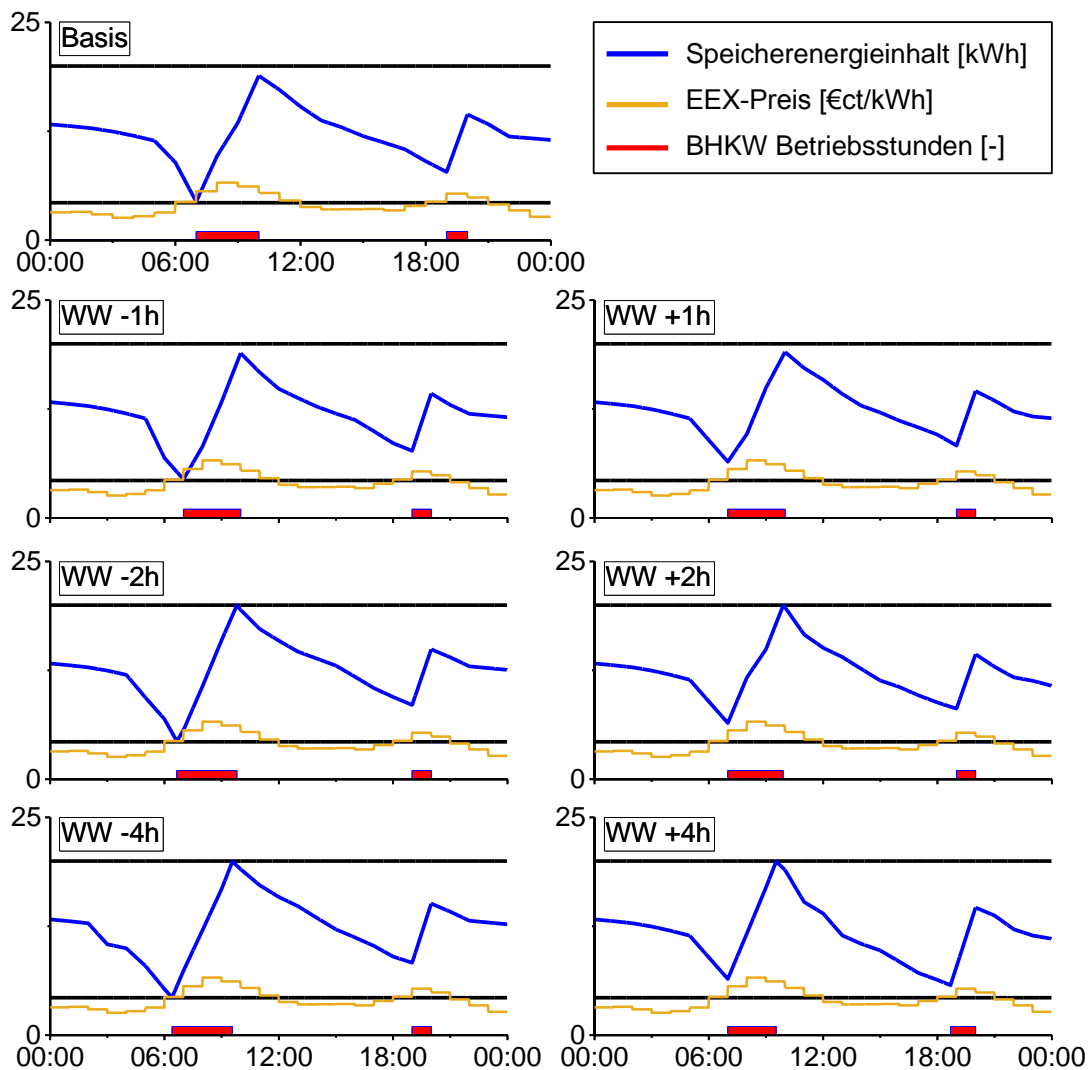 25
Basis
0
00:00 06:00 12:00 18:00 00:00
Speicherenergieinhalt [kWh]
EEX-Preis [€ct/kWh]
BHKW Betriebsstunden [-]
25
WW -1h
0
25
WW +1h
0
25
WW -2h
0
25
WW +2h
0
25
WW -4h
0
00:00 06:00 12:00 18:00 00:00
25
WW +4h
0
00:00 06:00 12:00 18:00 00:00